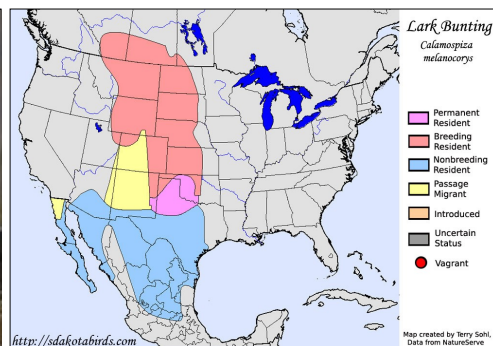 Lark Bunting
Calamospiza
melanocorys
Permanent
Resident
Breeding
Resident
Nonbreeding
Resident
Passage
Migrant
Introduced
Uncertain
Status
Vagrant
Map created by Terry Sohl,
Data from NatureServe
http://sdakotabirds.com